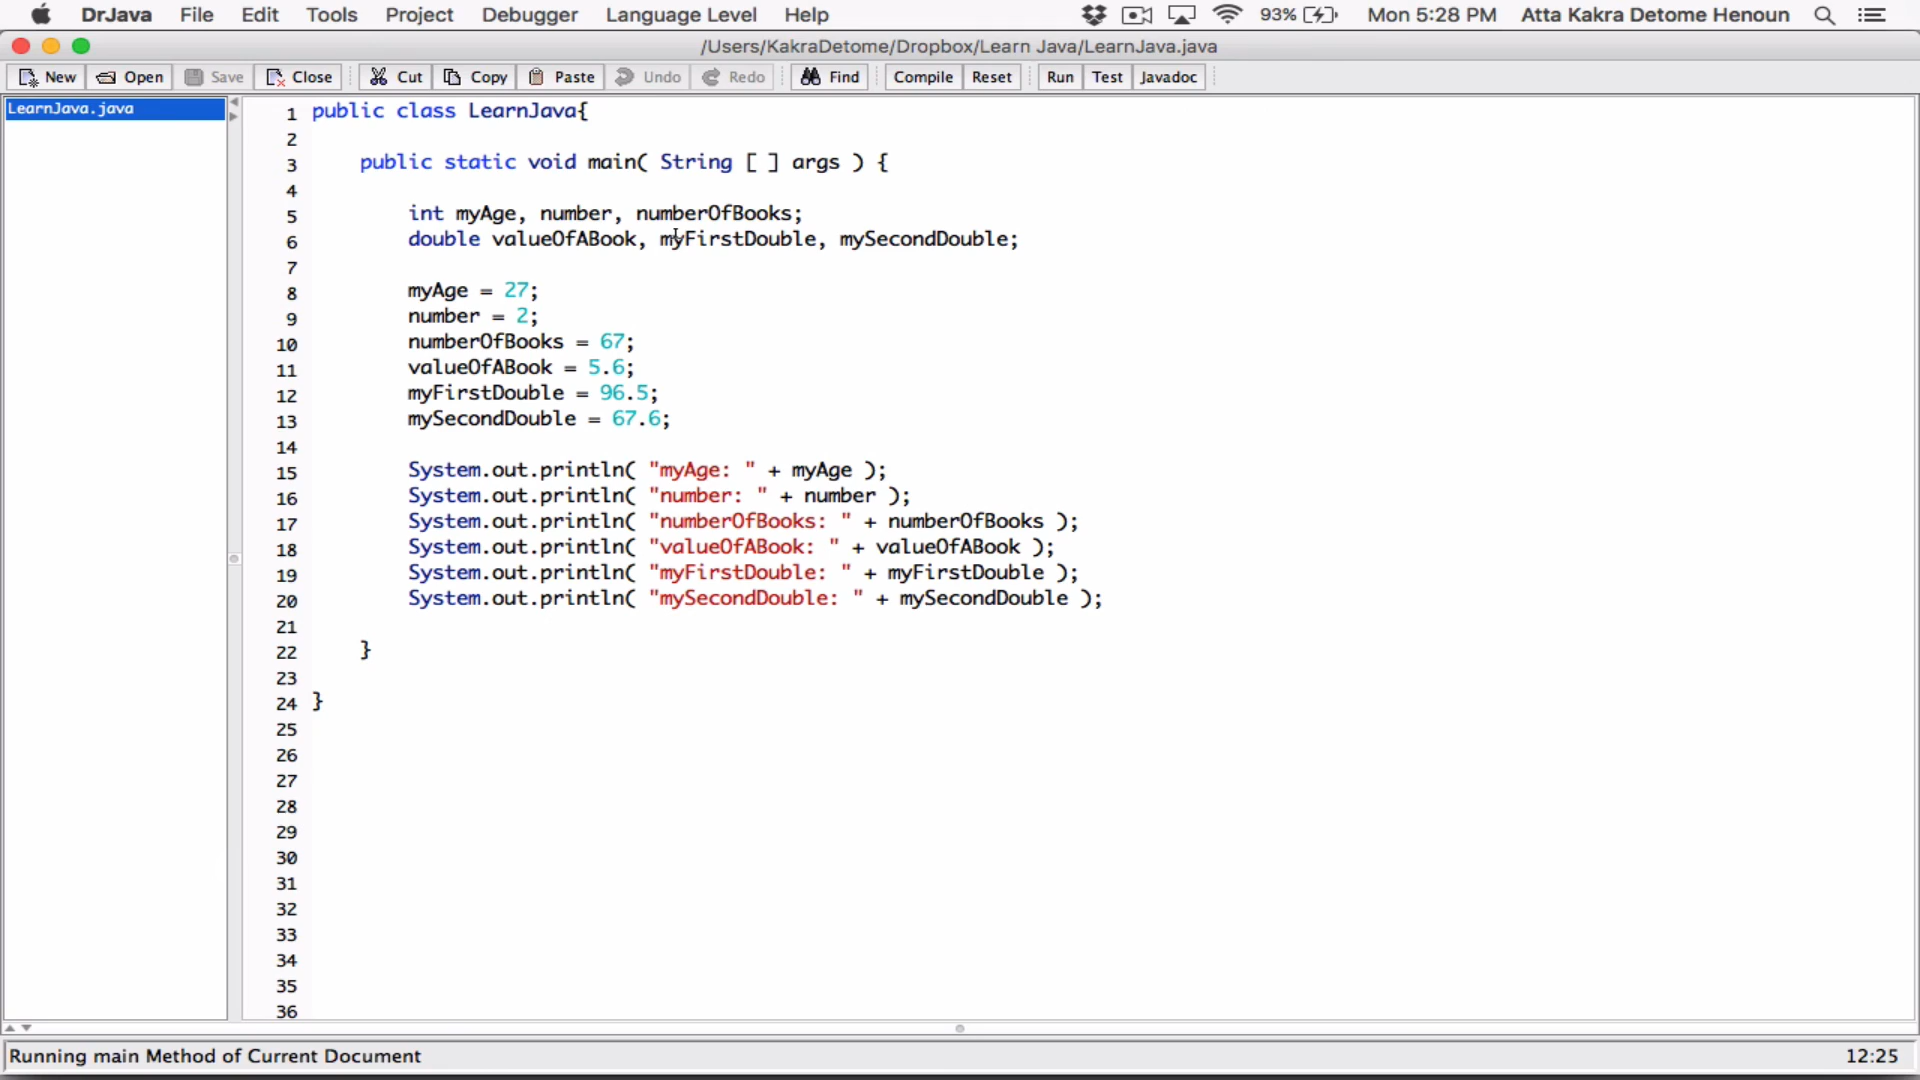 DrJava File Edit Tools Project Debugger Language Level Help 93% Mon 5:28 PM Atta Kakra Detome Henoun
/Users/KakraDetome/Dropbox/Learn Java/LearnJava.java
New Open Save Close Cut Copy Paste Undo Redo Find Compile Reset Run Test Javadoc
LearnJava.java
1 public class LearnJava{
2
3 public static void main( String [ ] args ) {
4
5 int myAge, number, numberOfBooks;
6 double valueOfABook, myFirstDouble, mySecondDouble;
7
8 myAge = 27;
9 number = 2;
10 numberOfBooks = 67;
11 valueOfABook = 5.6;
12 myFirstDouble = 96.5;
13 mySecondDouble = 67.6;
14
15 System.out.println( "myAge: " + myAge );
16 System.out.println( "number: " + number );
17 System.out.println( "numberOfBooks: " + numberOfBooks );
18 System.out.println( "valueOfABook: " + valueOfABook );
19 System.out.println( "myFirstDouble: " + myFirstDouble );
20 System.out.println( "mySecondDouble: " + mySecondDouble );
21
22 }
23
24 }
25
26
27
28
29
30
31
32
33
34
35
36
Running main Method of Current Document 12:25